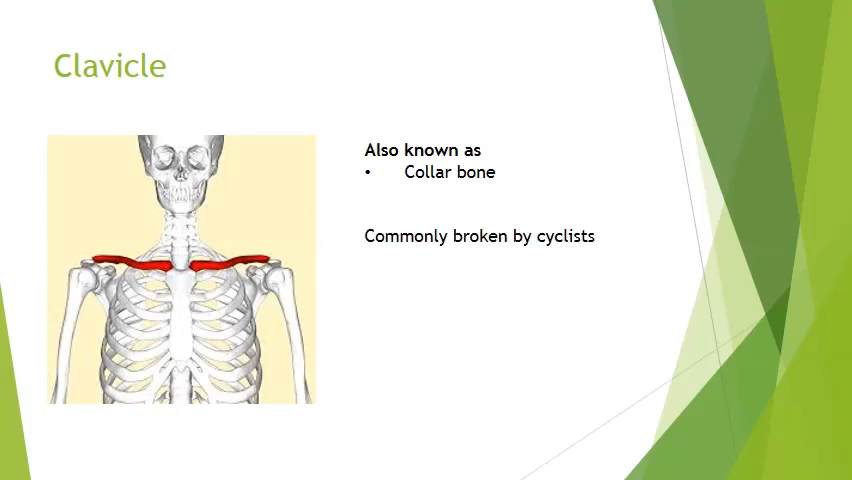 Clavicle
Also known as
• Collar bone
Commonly broken by cyclists